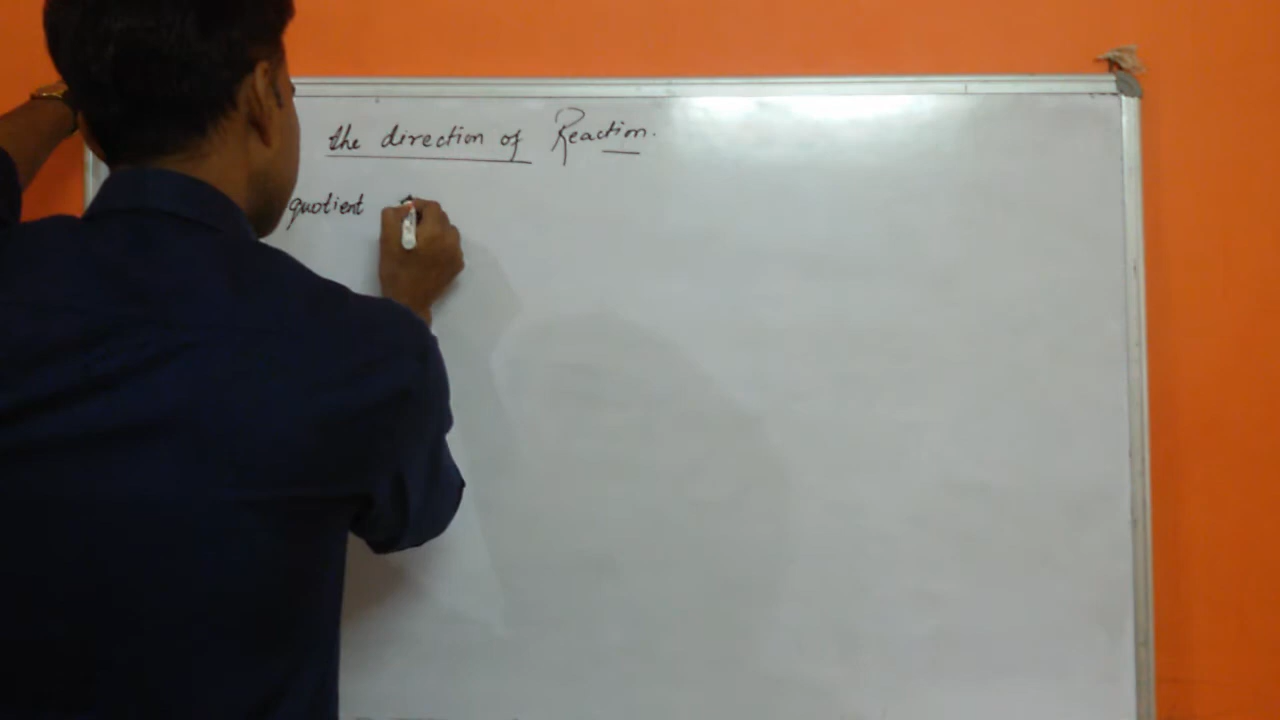 the direction of Reaction.
quotient